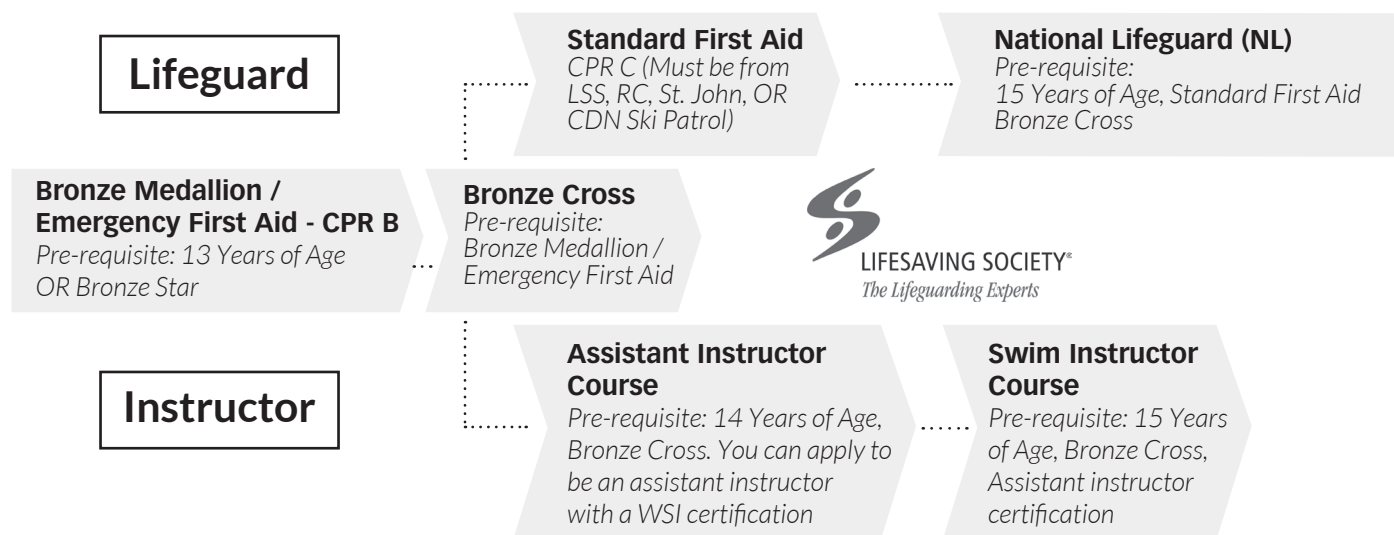 Lifeguard
Standard First Aid
CPR C (Must be from
LSS, RC, St. John, OR
CDN Ski Patrol)
National Lifeguard (NL)
Pre-requisite:
15 Years of Age, Standard First Aid
Bronze Cross
Bronze Medallion /
Emergency First Aid - CPR B
Pre-requisite: 13 Years of Age
OR Bronze Star
Bronze Cross
Pre-requisite:
Bronze Medallion /
Emergency First Aid
LIFESAVING SOCIETY®
The Lifeguarding Experts
Instructor
Assistant Instructor
Course
Pre-requisite: 14 Years of Age,
Bronze Cross. You can apply to
be an assistant instructor
with a WSI certification
Swim Instructor
Course
Pre-requisite: 15 Years
of Age, Bronze Cross,
Assistant instructor
certification